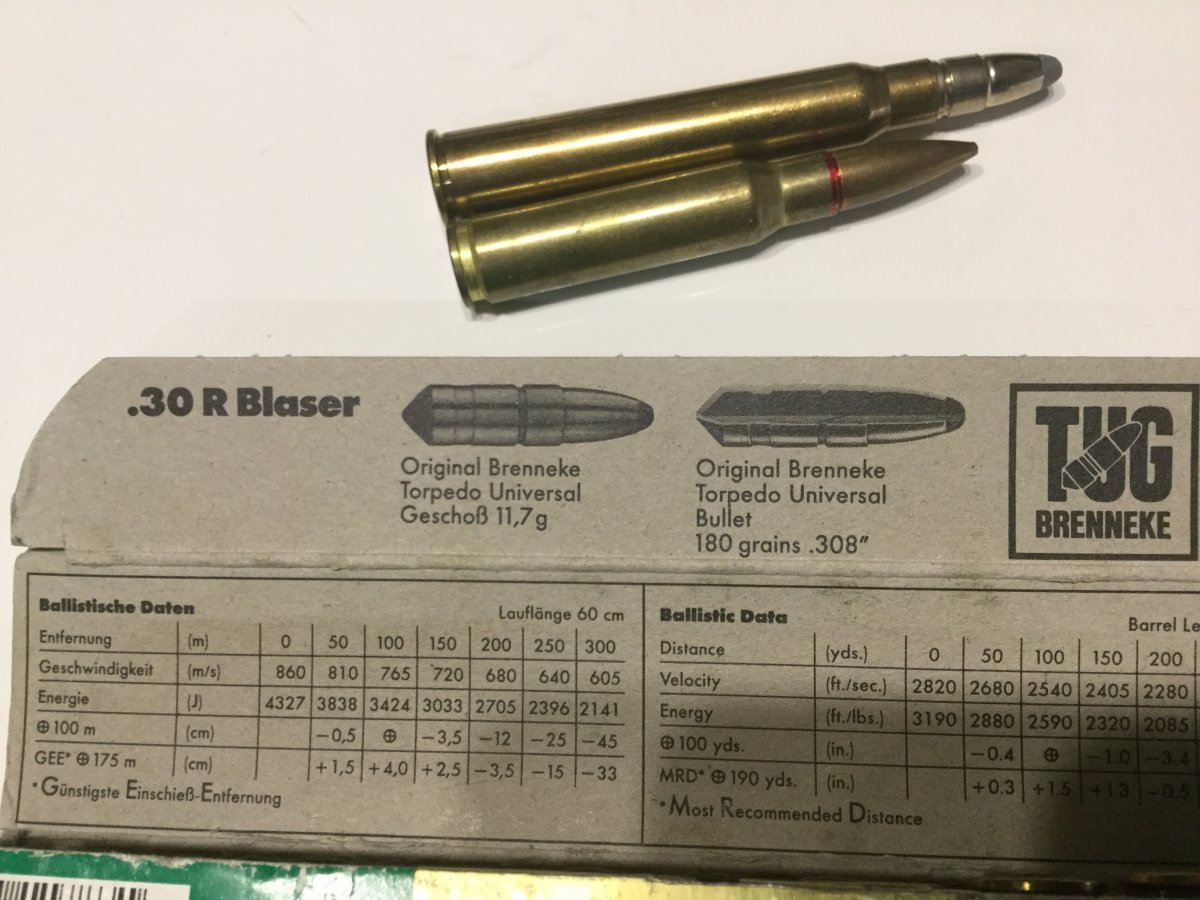 .30 R Blaser
Original Brenneke
Torpedo Universal
Geschoß 11,7g
Original Brenneke
Torpedo Universal
Bullet
180 grains .308"
TUG
BRENNEKE
Ballistische Daten Lauflänge 60 cm
Entfernung (m) 0 50 100 150 200 250 300
Geschwindigkeit (m/s) 860 810 765 720 680 640 605
Energie (J) 4327 3838 3424 3033 2705 2396 2141
⊕ 100 m (cm) −0,5 ⊕ −3,5 −12 −25 −45
GEE* ⊕ 175 m (cm) +1,5 +4,0 +2,5 −3,5 −15 −33
*Günstigste Einschieß-Entfernung
Ballistic Data Barrel Le
Distance (yds.) 0 50 100 150 200
Velocity (ft./sec.) 2820 2680 2540 2405 2280
Energy (ft./lbs.) 3190 2880 2590 2320 2085
⊕ 100 yds. (in.) −0.4 ⊕ −1.0 −3.4
MRD* ⊕ 190 yds. (in.) +0.3 +1.5 +1.3 −0.5
*Most Recommended Distance